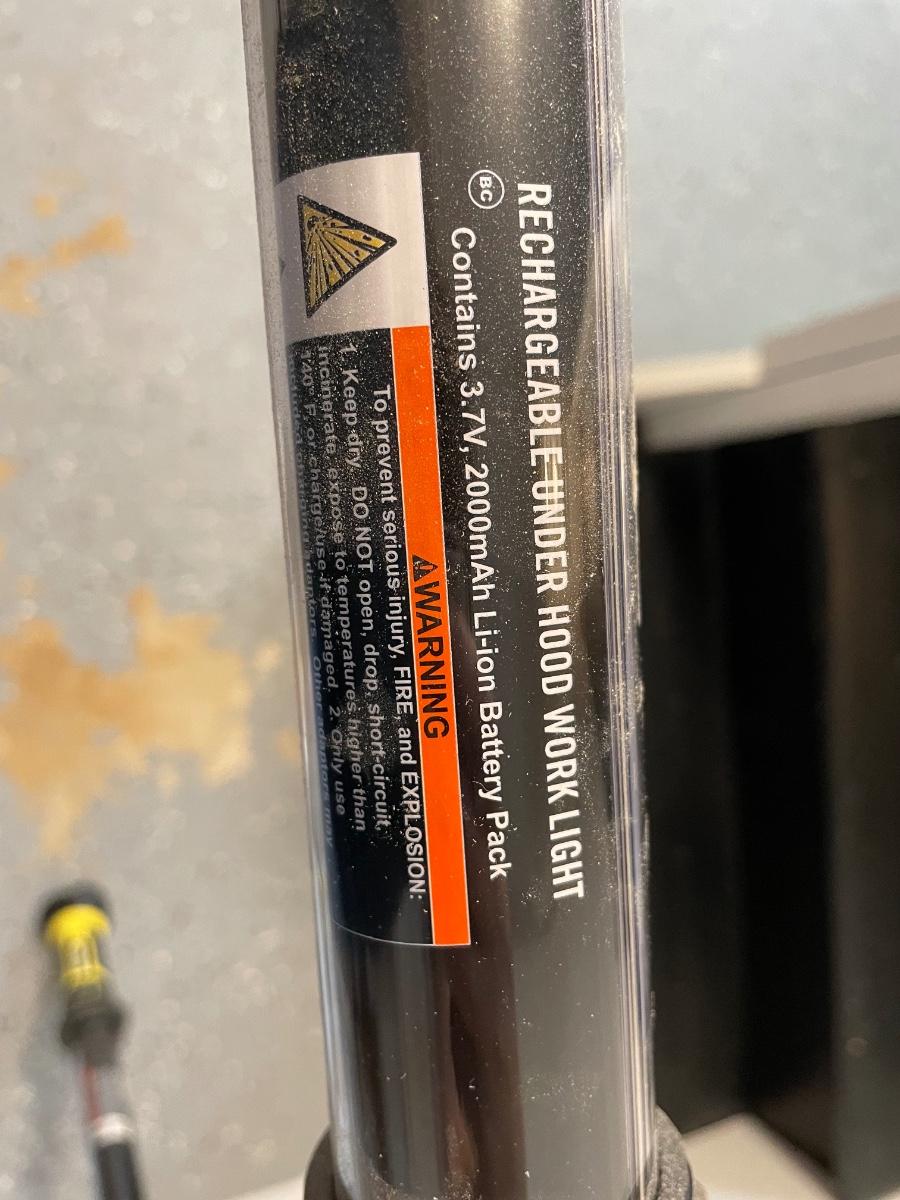 RECHARGEABLE UNDER HOOD WORK LIGHT
BC Contains 3.7V, 2000mAh Li-ion Battery Pack
WARNING
To prevent serious injury, FIRE, and EXPLOSION:
1. Keep dry. DO NOT open, drop, short-circuit,
incinerate, expose to temperatures higher than
140° F, or charge/use if damaged. 2. Only use